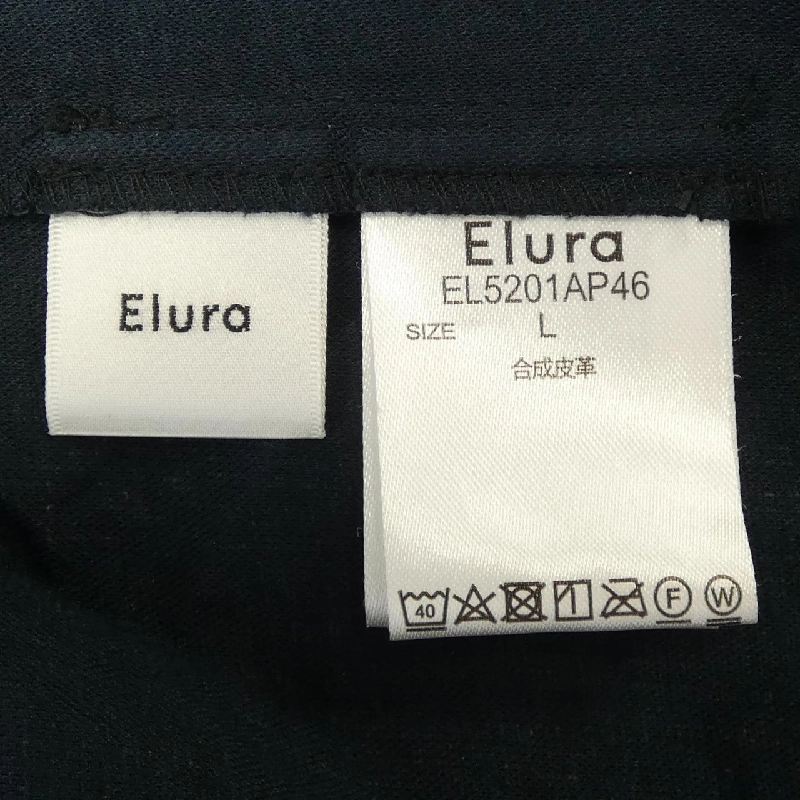 Elura
Elura
EL5201AP46
SIZE L
合成皮革
40 F W